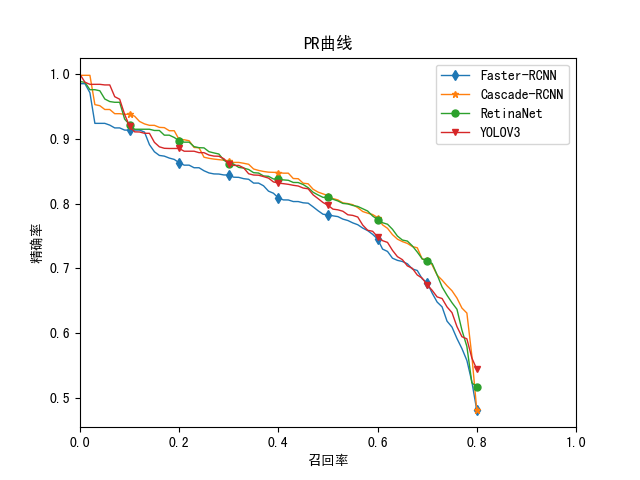 PR曲线
Faster-RCNN
Cascade-RCNN
RetinaNet
YOLOV3
精确率
1.0
0.9
0.8
0.7
0.6
0.5
0.0 0.2 0.4 0.6 0.8 1.0
召回率